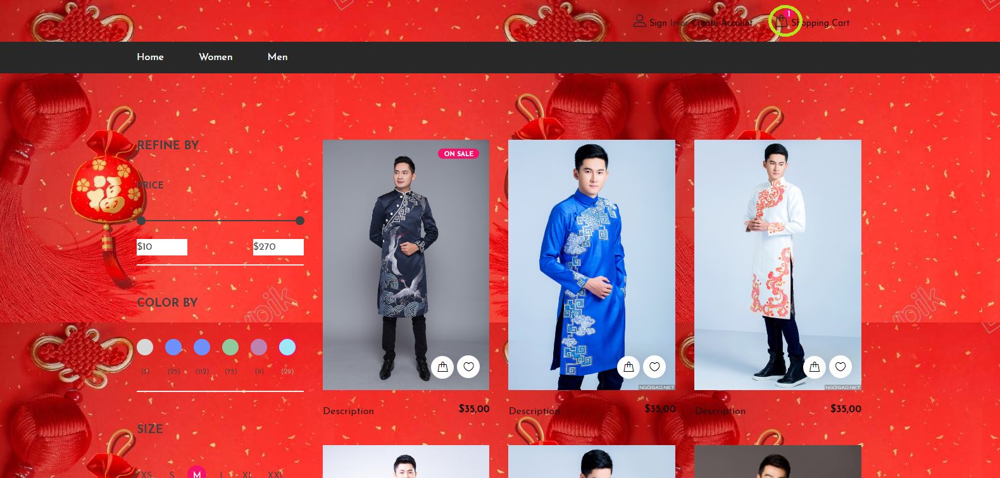 1
Sign In or Create Account
Shopping Cart
Home
Women
Men
REFINE BY
PRICE
$10
$270
COLOR BY
(3)
(25)
(112)
(75)
(9)
(29)
SIZE
XS
S
M
L
XL
XXL
ON SALE
福
NGOISAO.NET
NGOISAO.NET
Description
$35,00
Description
$35,00
Description
$35,00